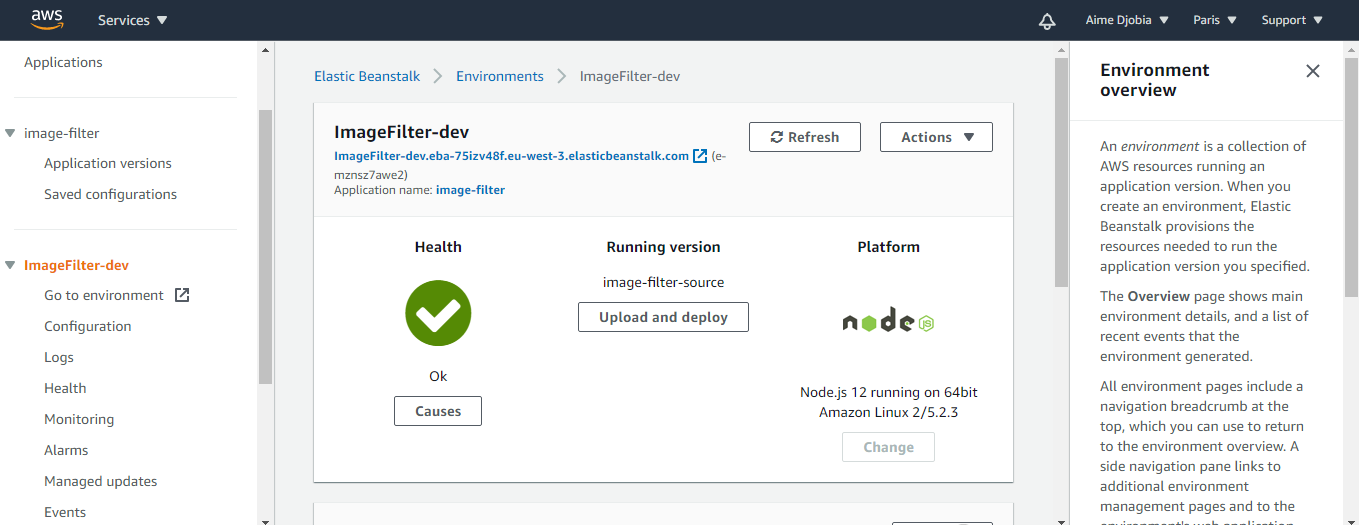 aws
Services
Aime Djobia
Paris
Support
Applications
image-filter
Application versions
Saved configurations
ImageFilter-dev
Go to environment
Configuration
Logs
Health
Monitoring
Alarms
Managed updates
Events
Elastic Beanstalk
Environments
ImageFilter-dev
ImageFilter-dev
ImageFilter-dev.eba-75izv48f.eu-west-3.elasticbeanstalk.com (e-
mznsz7awe2)
Application name: image-filter
Refresh
Actions
Health
Ok
Causes
Running version
image-filter-source
Upload and deploy
Platform
node JS
Node.js 12 running on 64bit
Amazon Linux 2/5.2.3
Change
Environment
overview
An environment is a collection of
AWS resources running an
application version. When you
create an environment, Elastic
Beanstalk provisions the
resources needed to run the
application version you specified.
The Overview page shows main
environment details, and a list of
recent events that the
environment generated.
All environment pages include a
navigation breadcrumb at the
top, which you can use to return
to the environment overview. A
side navigation pane links to
additional environment
management pages and to the
environment's web application